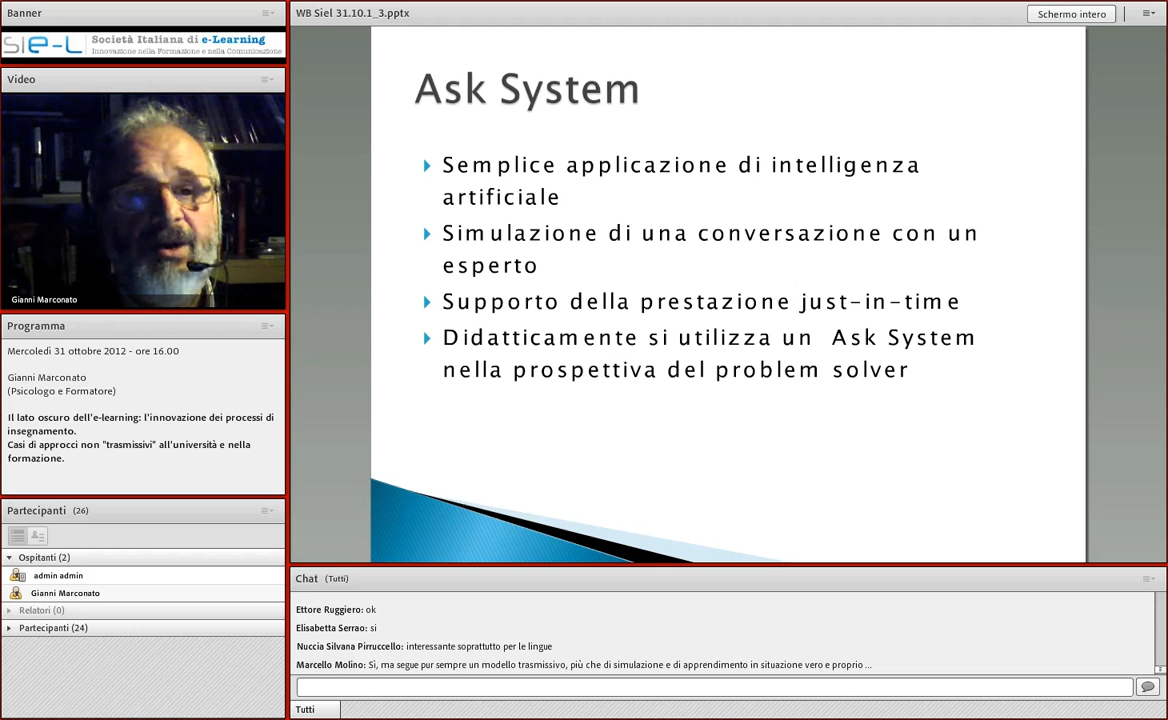 Banner
sie-L Società Italiana di e-Learning
Innovazione nella Formazione e nella Comunicazione
Video
Gianni Marconato
Programma
Mercoledì 31 ottobre 2012 - ore 16.00
Gianni Marconato
(Psicologo e Formatore)
Il lato oscuro dell'e-learning: l'innovazione dei processi di
insegnamento.
Casi di approcci non "trasmissivi" all'università e nella
formazione.
Partecipanti (26)
Ospitanti (2)
admin admin
Gianni Marconato
Relatori (0)
Partecipanti (24)
WB Siel 31.10.1_3.pptx
Schermo intero
Ask System
Semplice applicazione di intelligenza
artificiale
Simulazione di una conversazione con un
esperto
Supporto della prestazione just-in-time
Didatticamente si utilizza un Ask System
nella prospettiva del problem solver
Chat (Tutti)
Ettore Ruggiero: ok
Elisabetta Serrao: si
Nuccia Silvana Pirruccello: interessante soprattutto per le lingue
Marcello Molino: Sì, ma segue pur sempre un modello trasmissivo, più che di simulazione e di apprendimento in situazione vero e proprio ...
Tutti